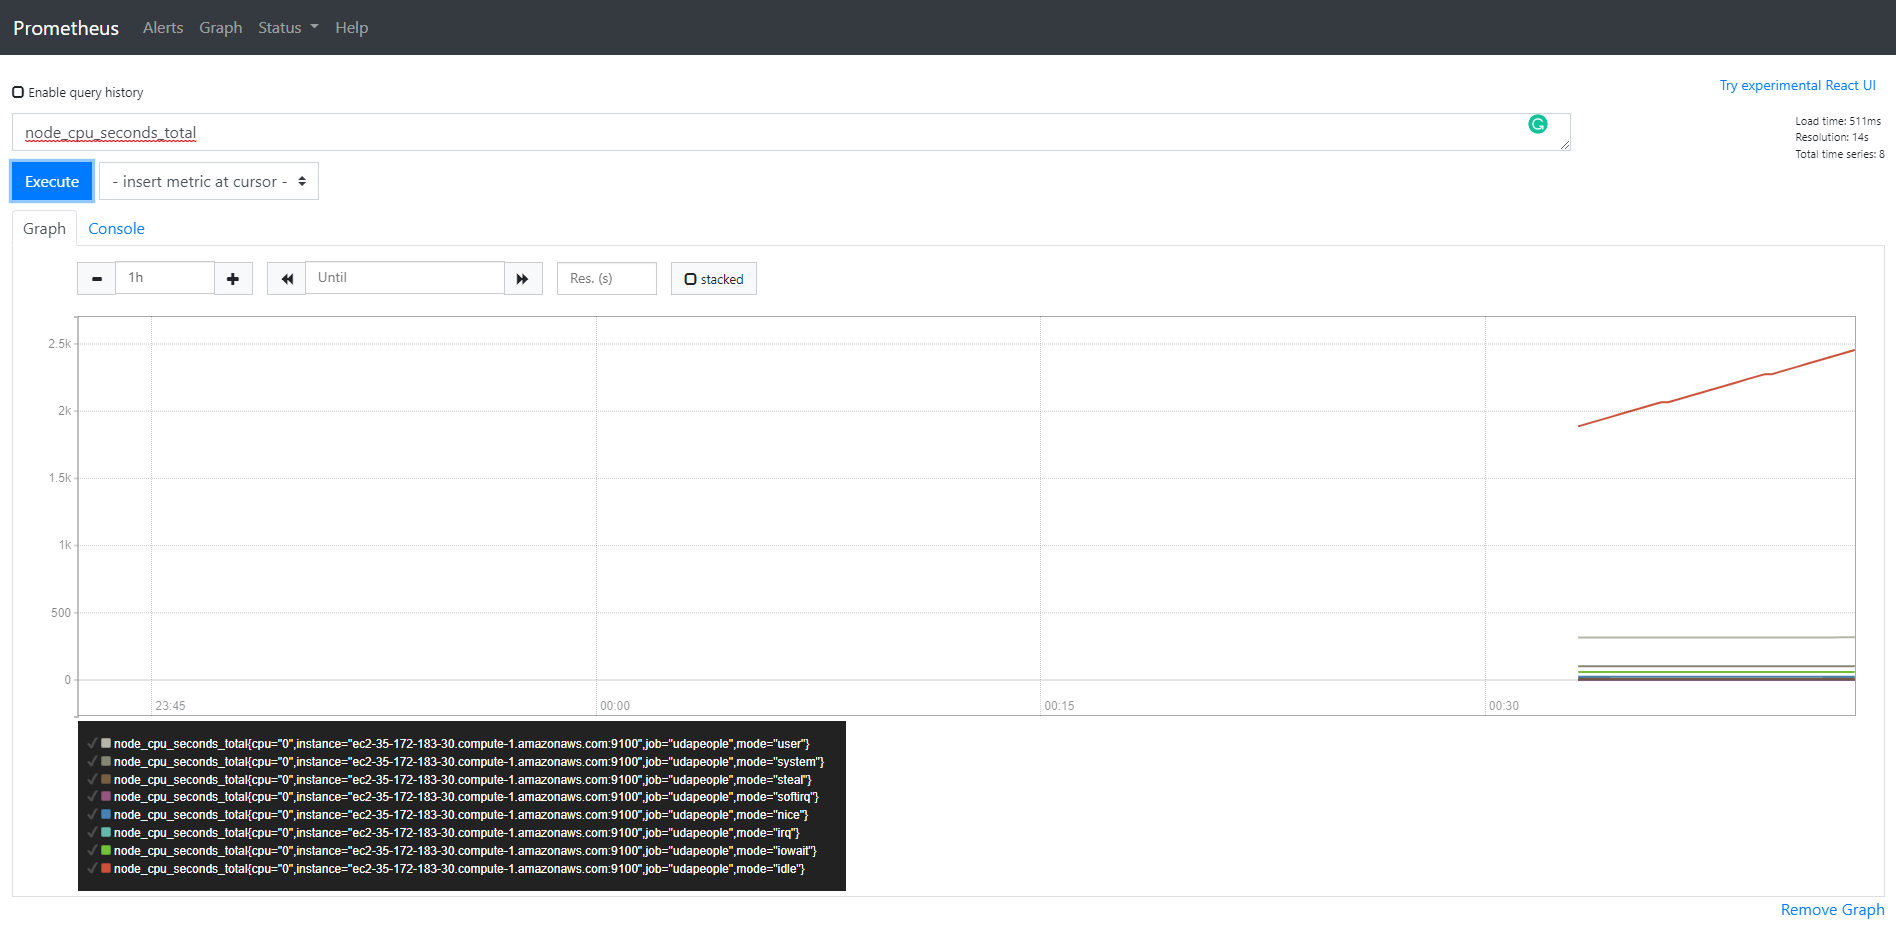 Prometheus Alerts Graph Status Help
Enable query history
Try experimental React UI
node_cpu_seconds_total
Load time: 511ms
Resolution: 14s
Total time series: 8
Execute - insert metric at cursor -
Graph Console
1h Until Res. (s) stacked
2.5k
2k
1.5k
1k
500
0
23:45 00:00 00:15 00:30
node_cpu_seconds_total{cpu="0",instance="ec2-35-172-183-30.compute-1.amazonaws.com:9100",job="udapeople",mode="user"}
node_cpu_seconds_total{cpu="0",instance="ec2-35-172-183-30.compute-1.amazonaws.com:9100",job="udapeople",mode="system"}
node_cpu_seconds_total{cpu="0",instance="ec2-35-172-183-30.compute-1.amazonaws.com:9100",job="udapeople",mode="steal"}
node_cpu_seconds_total{cpu="0",instance="ec2-35-172-183-30.compute-1.amazonaws.com:9100",job="udapeople",mode="softirq"}
node_cpu_seconds_total{cpu="0",instance="ec2-35-172-183-30.compute-1.amazonaws.com:9100",job="udapeople",mode="nice"}
node_cpu_seconds_total{cpu="0",instance="ec2-35-172-183-30.compute-1.amazonaws.com:9100",job="udapeople",mode="irq"}
node_cpu_seconds_total{cpu="0",instance="ec2-35-172-183-30.compute-1.amazonaws.com:9100",job="udapeople",mode="iowait"}
node_cpu_seconds_total{cpu="0",instance="ec2-35-172-183-30.compute-1.amazonaws.com:9100",job="udapeople",mode="idle"}
Remove Graph